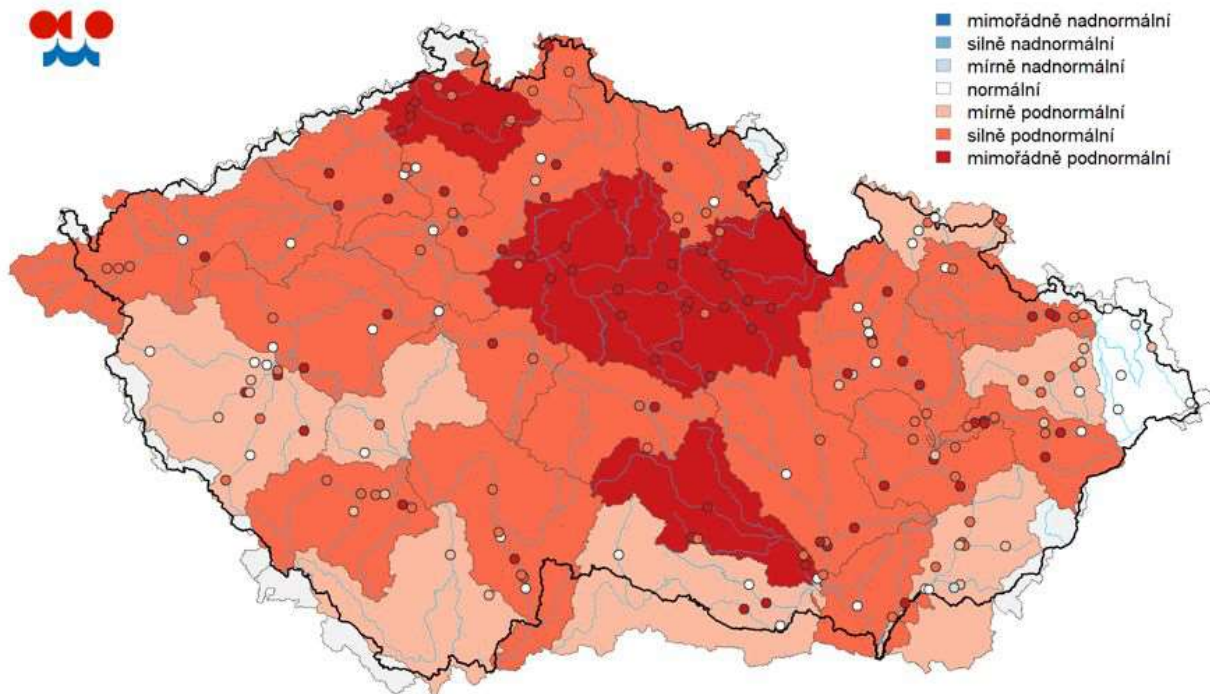 mimořádně nadnormální
silně nadnormální
mírně nadnormální
normální
mírně podnormální
silně podnormální
mimořádně podnormální